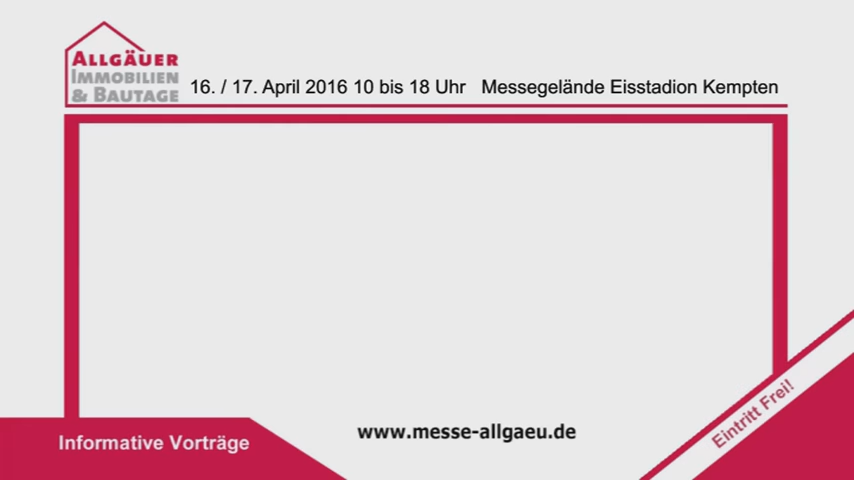 ALLGÄUER
IMMOBILIEN
& BAUTAGE
16. / 17. April 2016 10 bis 18 Uhr Messegelände Eisstadion Kempten
Eintritt Frei!
www.messe-allgaeu.de
Informative Vorträge